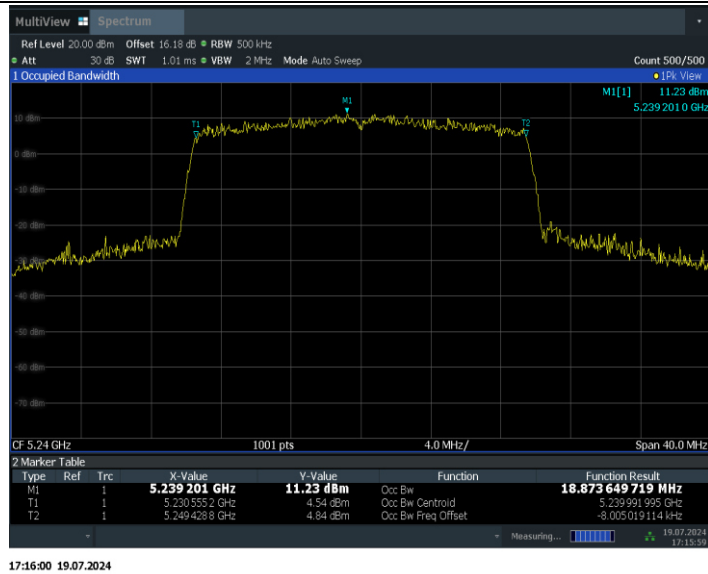 MultiView Spectrum
Ref Level 20.00 dBm Offset 16.18 dB RBW 500 kHz
Att 30 dB SWT 1.01 ms VBW 2 MHz Mode Auto Sweep Count 500/500
1 Occupied Bandwidth 1Pk View
M1[1] 11.23 dBm
5.239 201 0 GHz
M1
T1
T2
10 dBm
0 dBm
-10 dBm
-20 dBm
-30 dBm
-40 dBm
-50 dBm
-60 dBm
-70 dBm
CF 5.24 GHz 1001 pts 4.0 MHz/ Span 40.0 MHz
2 Marker Table
Type Ref Trc X-Value Y-Value Function Function Result
M1 1 5.239 201 GHz 11.23 dBm Occ Bw 18.873 649 719 MHz
T1 1 5.230 555 2 GHz 4.54 dBm Occ Bw Centroid 5.239 991 995 GHz
T2 1 5.249 428 8 GHz 4.84 dBm Occ Bw Freq Offset -8.005 019 114 kHz
Measuring... 19.07.2024
17:15:59
17:16:00 19.07.2024